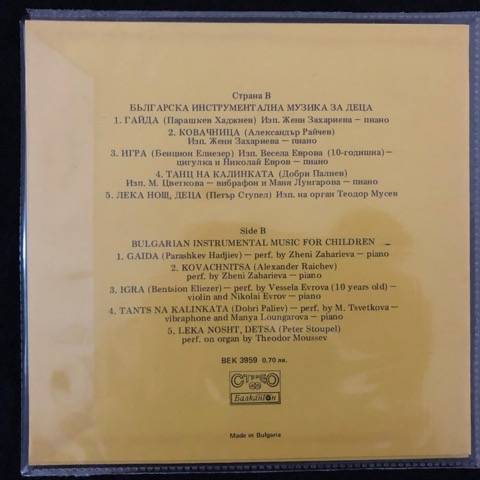 Страна В
БЪЛГАРСКА ИНСТРУМЕНТАЛНА МУЗИКА ЗА ДЕЦА
1. ГАЙДА (Парашкев Хаджиев) Изп. Жени Захариева — пиано
2. КОВАЧНИЦА (Александър Райчев)
Изп. Жени Захариева — пиано
3. ИГРА (Бенцион Елиезер) Изп. Весела Еврова (10-годишна) —
цигулка и Николай Евров — пиано
4. ТАНЦ НА КАЛИНКАТА (Добри Палиев)
Изп. М. Цветкова — вибрафон и Маня Лунгарова — пиано
5. ЛЕКА НОЩ, ДЕЦА (Петър Ступел) Изп. на орган Теодор Мусев
Side B
BULGARIAN INSTRUMENTAL MUSIC FOR CHILDREN
1. GAIDA (Parashkev Hadjiev) — perf. by Zheni Zaharieva — piano
2. KOVACHNITSA (Alexander Raichev)
perf. by Zheni Zaharieva — piano
3. IGRA (Bentsion Eliezer) — perf. by Vessela Evrova (10 years old) —
violin and Nikolai Evrov — piano
4. TANTS NA KALINKATA (Dobri Paliev) — perf. by M. Tsvetkova —
vibraphone and Manya Loungarova — piano
5. LEKA NOSHT, DETSA (Peter Stoupel)
perf. on organ by Theodor Moussev
ВЕК 3959 0,70 лв.
СТЕРЕО
Балкантон
Made in Bulgaria